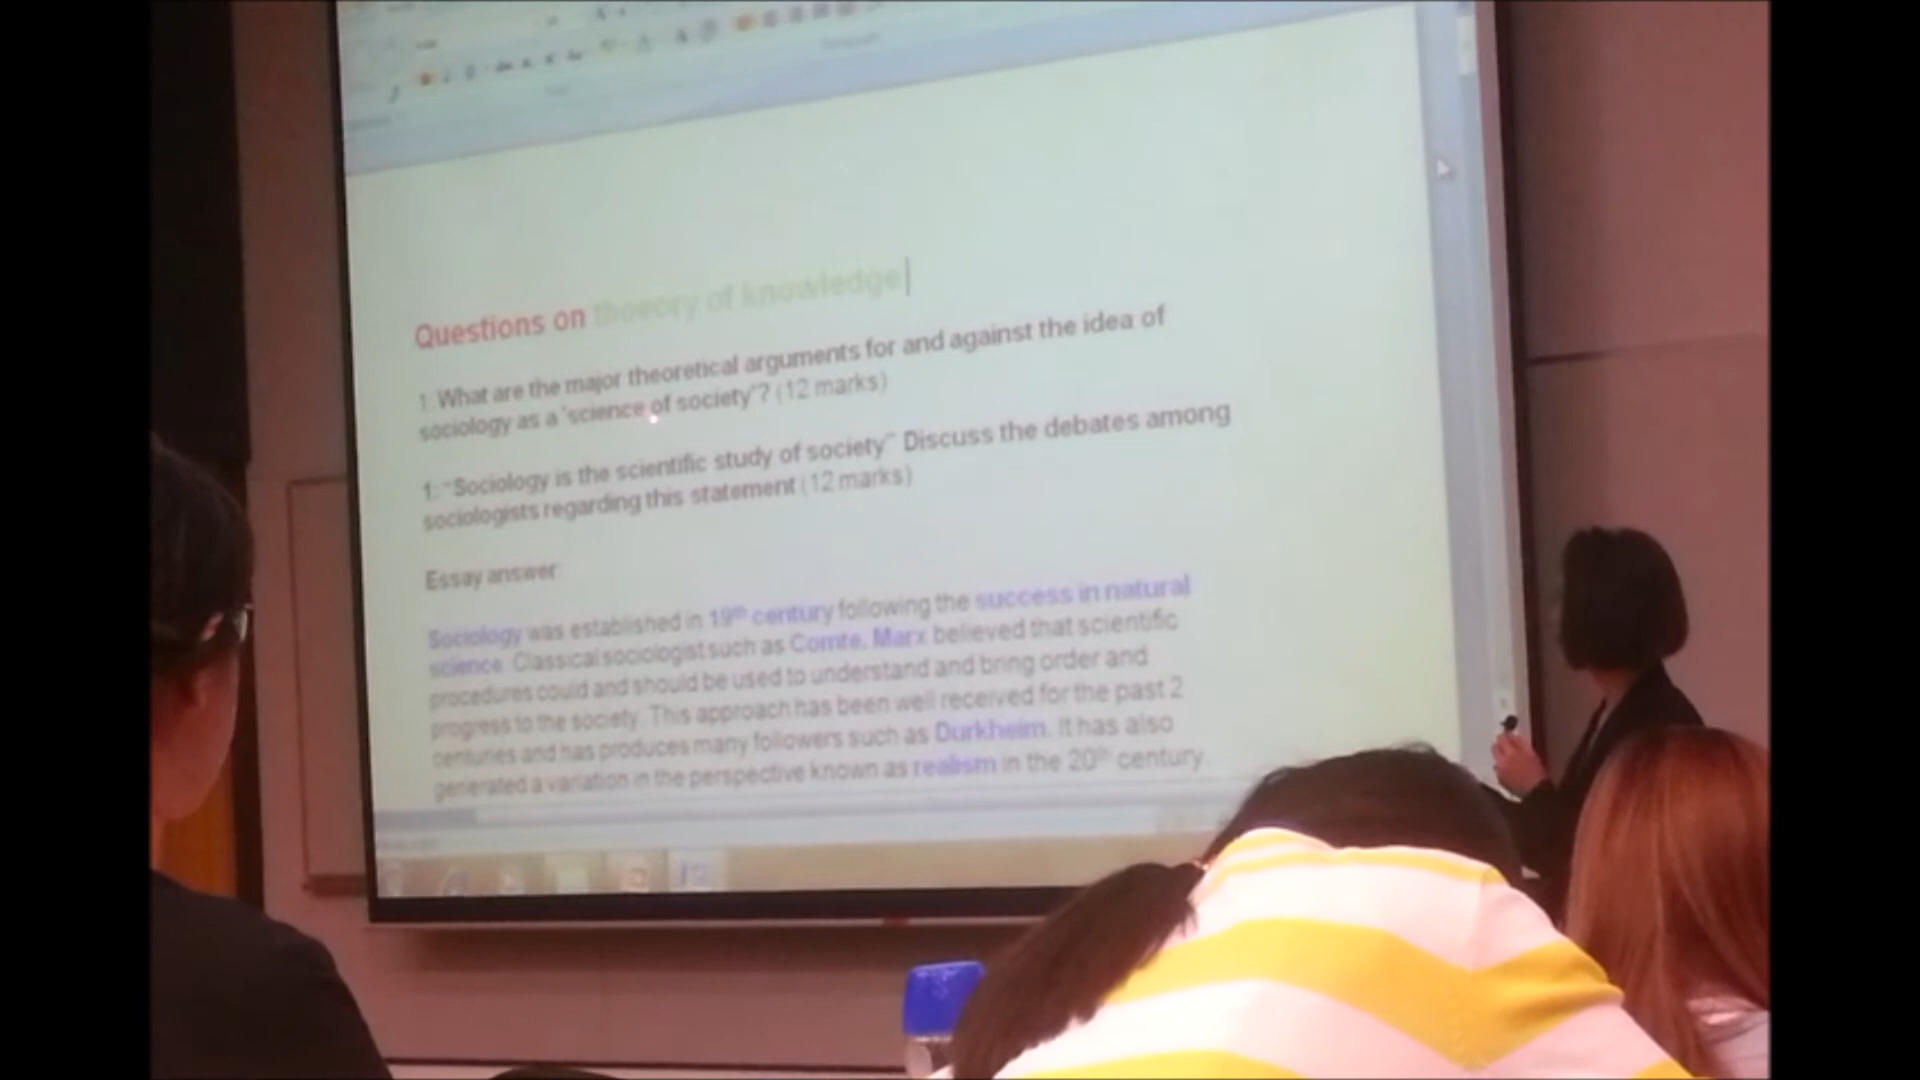 Questions on thoeory of knowledge
1. What are the major theoretical arguments for and against the idea of
sociology as a 'science of society'? (12 marks)
1: "Sociology is the scientific study of society" Discuss the debates among
sociologists regarding this statement (12 marks)
Essay answer:
Sociology was established in 19th century following the success in natural
science. Classical sociologist such as Comte, Marx believed that scientific
procedures could and should be used to understand and bring order and
progress to the society. This approach has been well received for the past 2
centuries and has produces many followers such as Durkheim. It has also
generated a variation in the perspective known as realism in the 20th century.